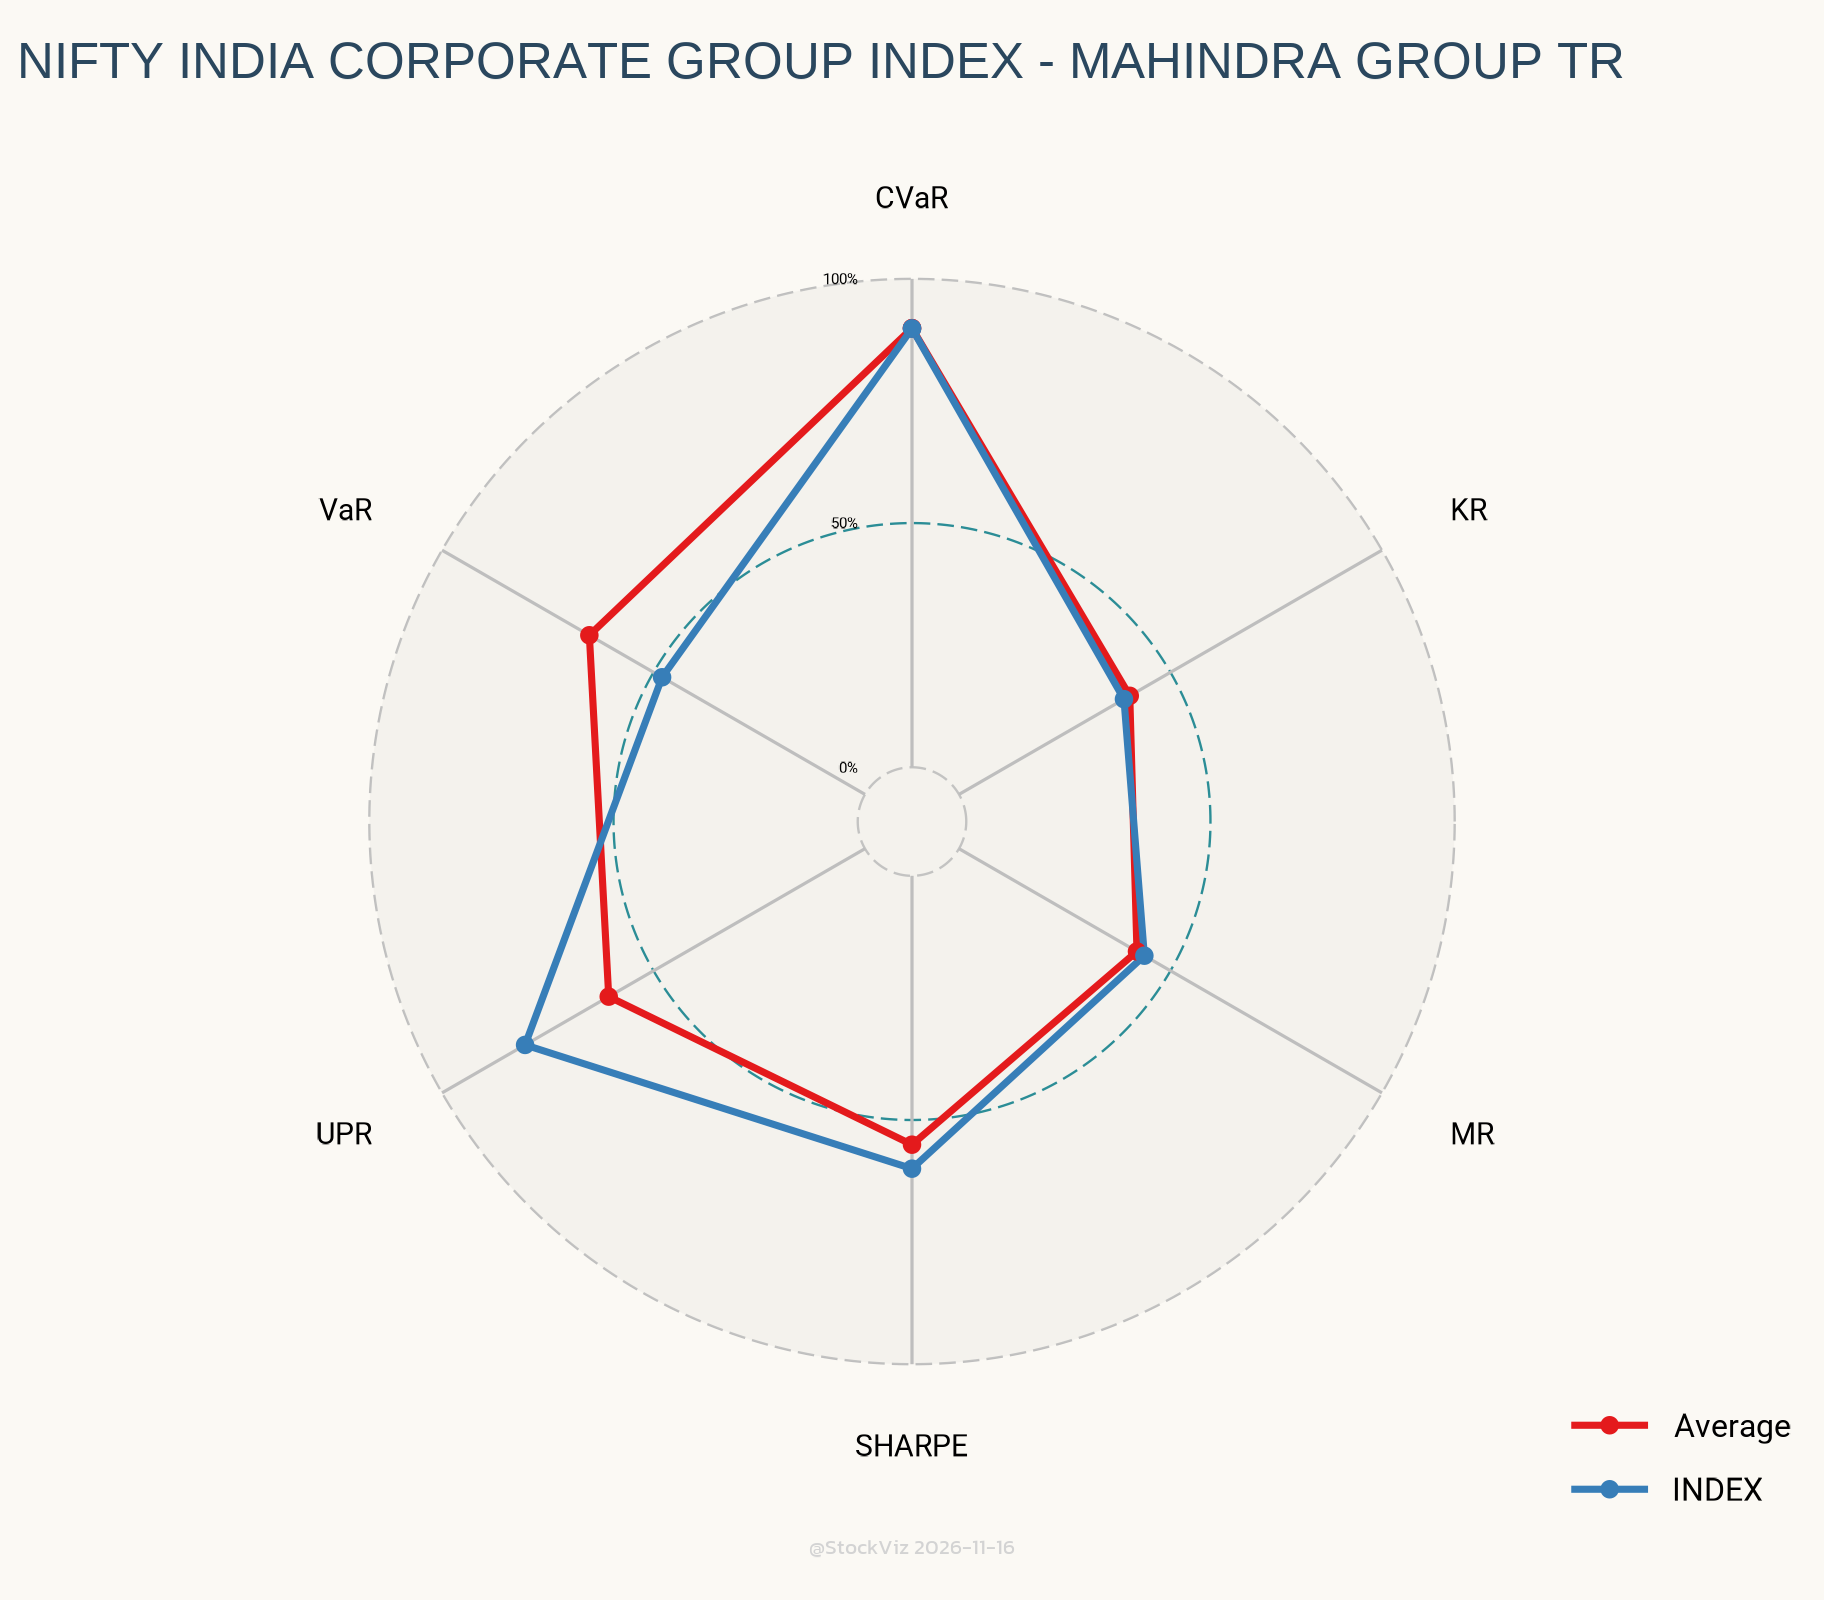 NIFTY INDIA CORPORATE GROUP INDEX - MAHINDRA GROUP TR
CVaR
100%
VaR
KR
50%
0%
UPR
MR
SHARPE
Average
INDEX
@StockViz 2026-11-16